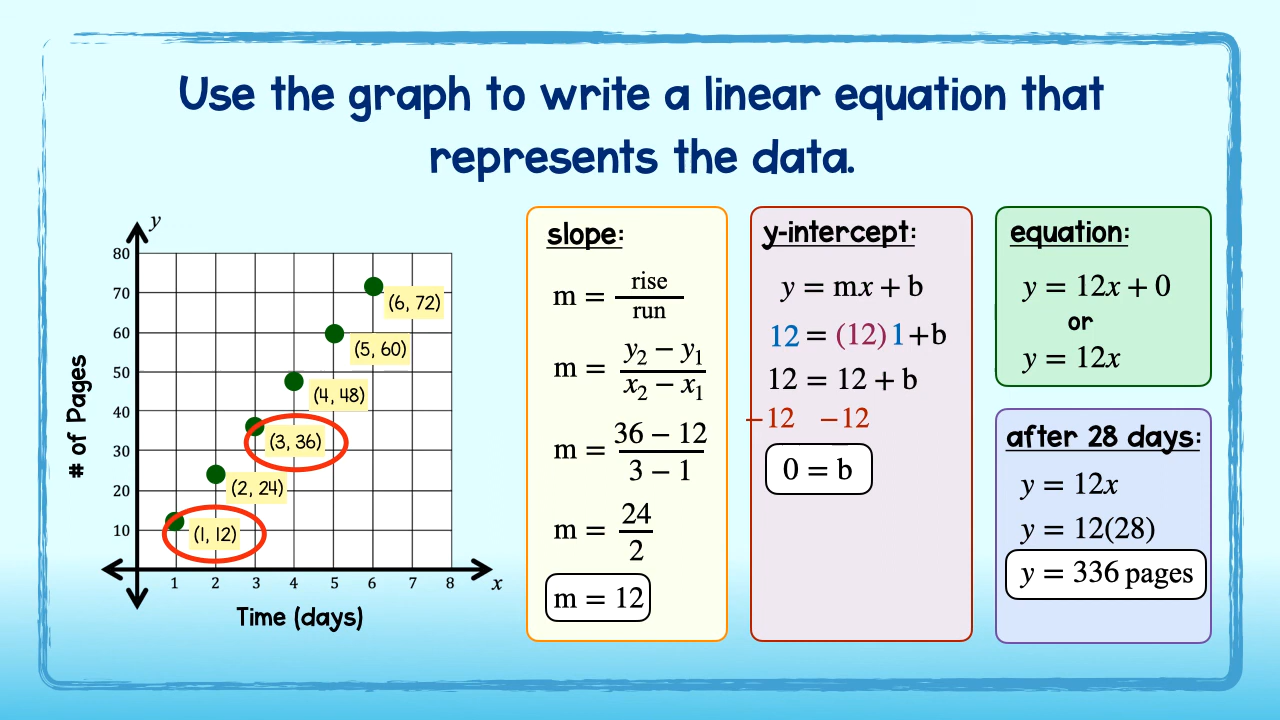 Use the graph to write a linear equation that
represents the data.
y
80
70
60
50
40
30
20
10
# of Pages
(6, 72)
(5, 60)
(4, 48)
(3, 36)
(2, 24)
(1, 12)
1 2 3 4 5 6 7 8 x
Time (days)
slope:
m = rise/run
m = (y₂ − y₁)/(x₂ − x₁)
m = (36 − 12)/(3 − 1)
m = 24/2
m = 12
y-intercept:
y = mx + b
12 = (12)1 + b
12 = 12 + b
−12 −12
0 = b
equation:
y = 12x + 0
or
y = 12x
after 28 days:
y = 12x
y = 12(28)
y = 336 pages